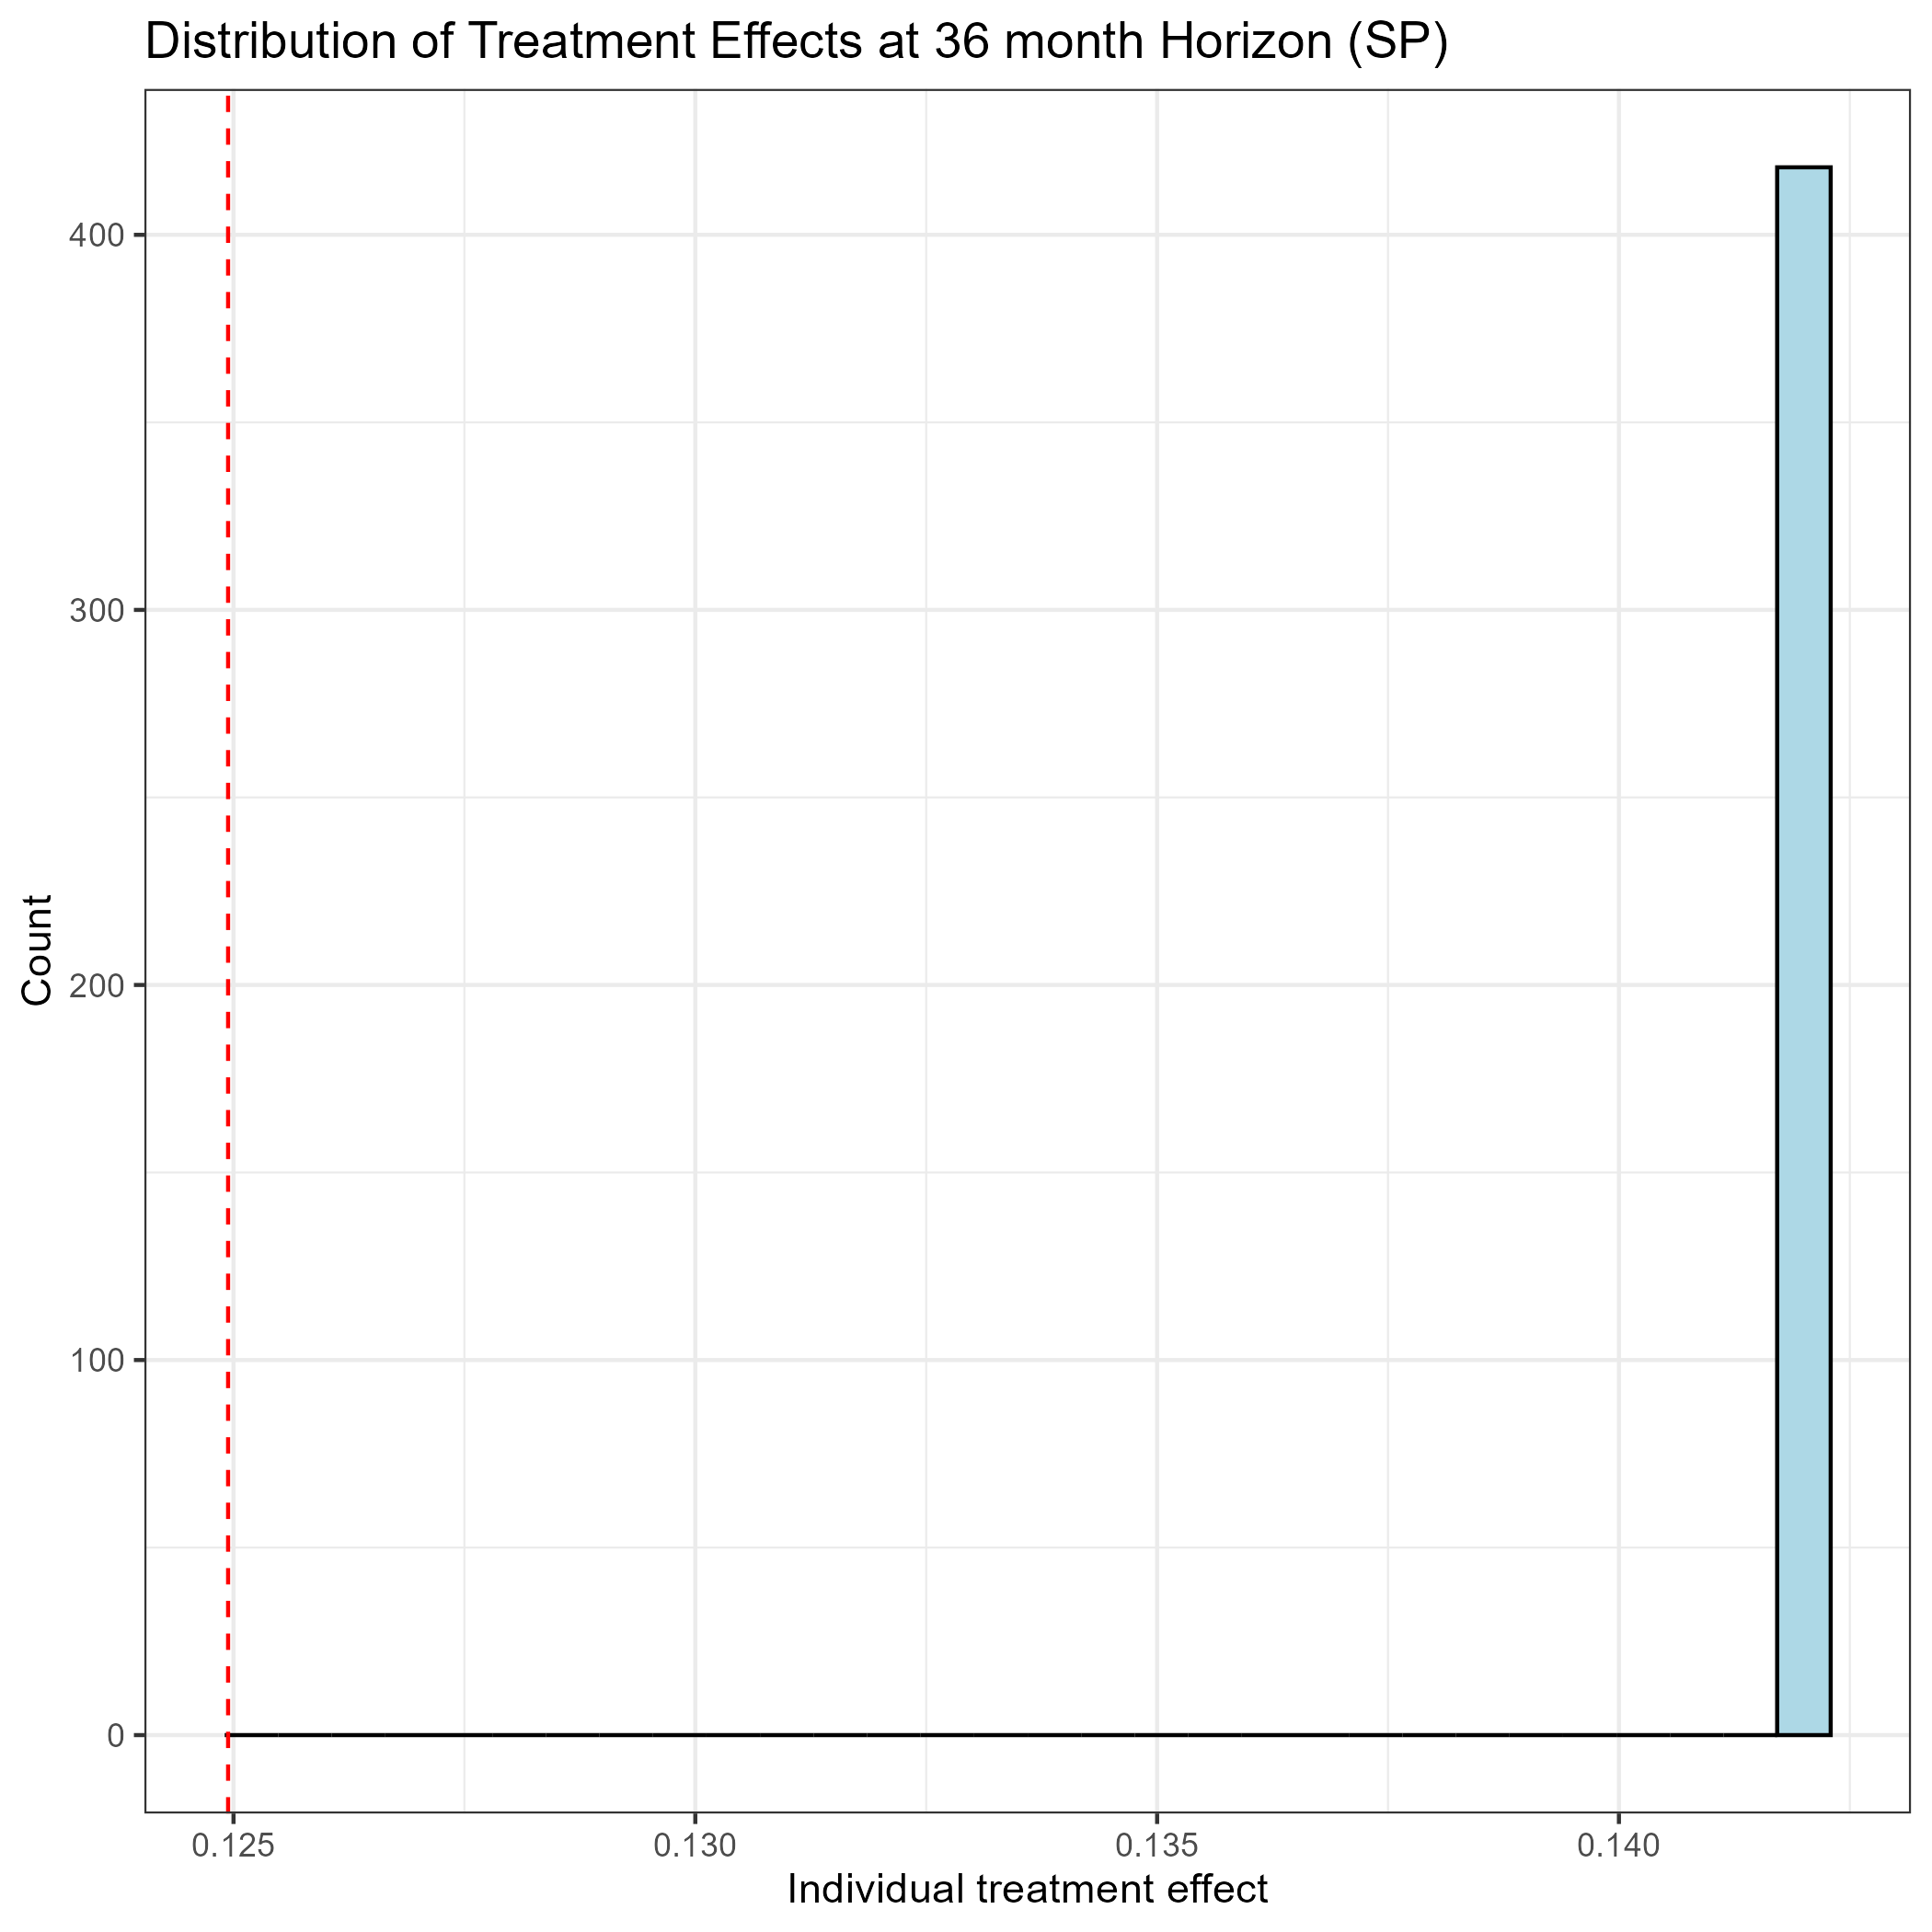 Distribution of Treatment Effects at 36 month Horizon (SP)
Count
400
300
200
100
0
0.125 0.130 0.135 0.140
Individual treatment effect